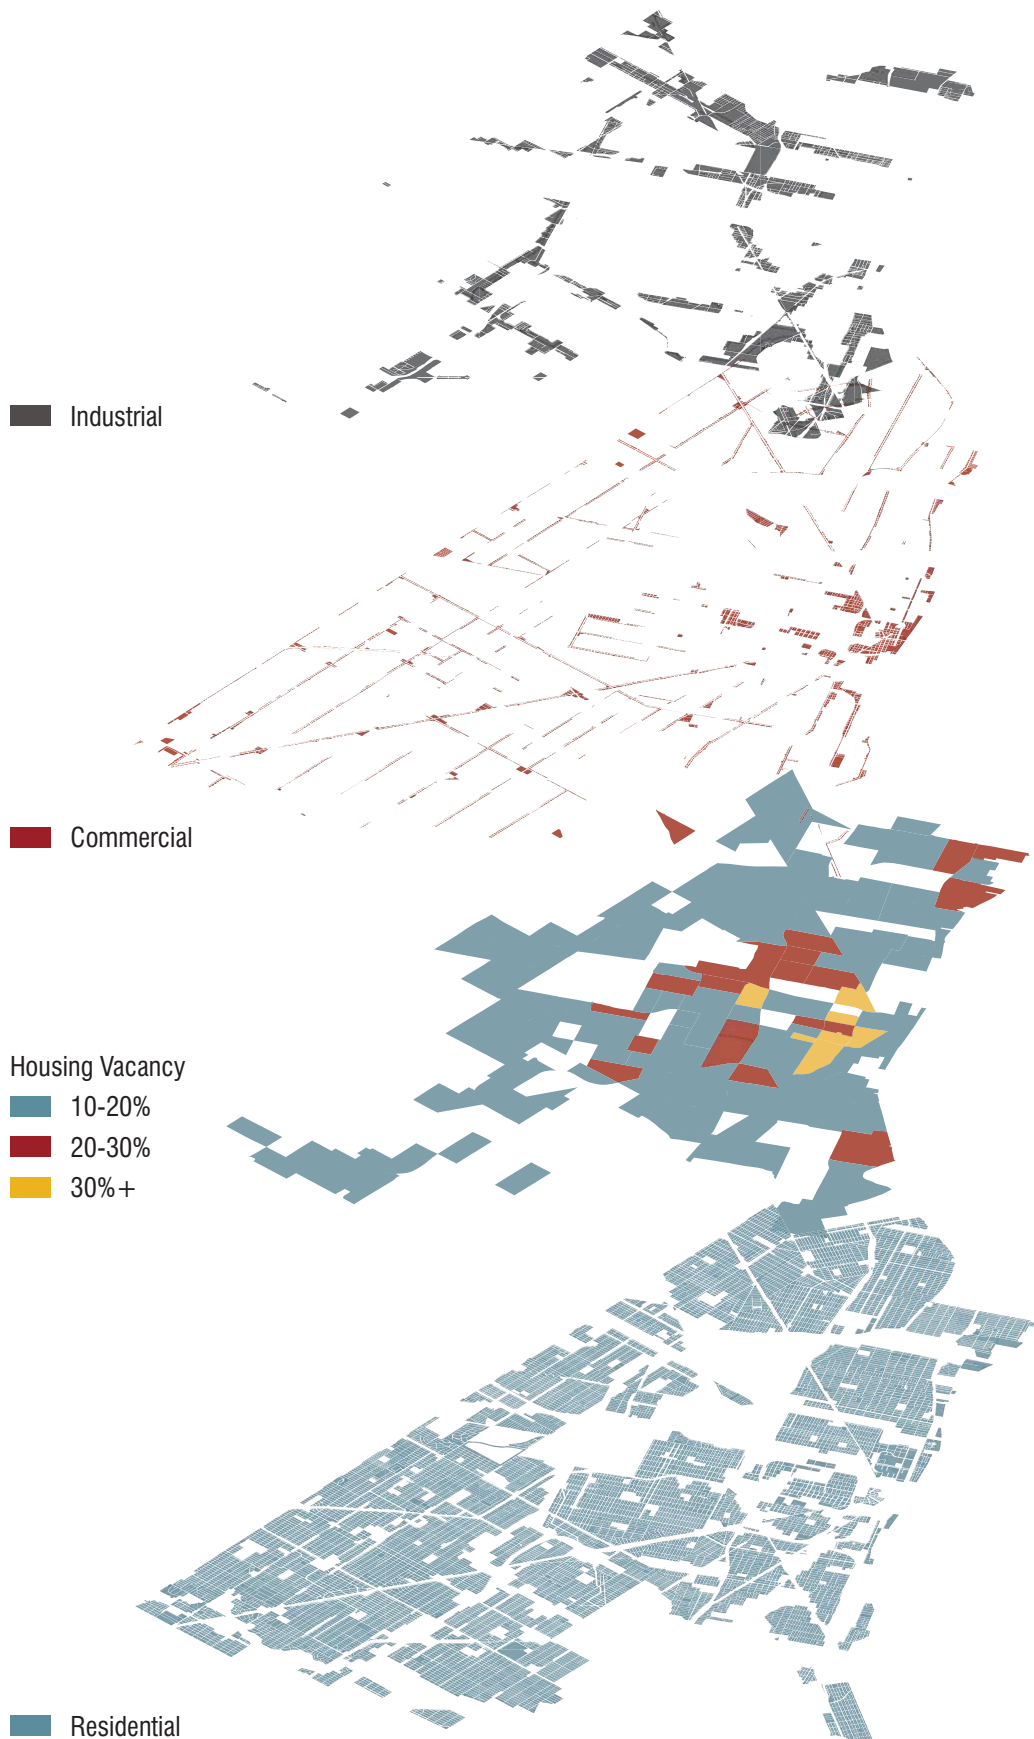 Industrial
Commercial
Housing Vacancy
10-20%
20-30%
30%+
Residential